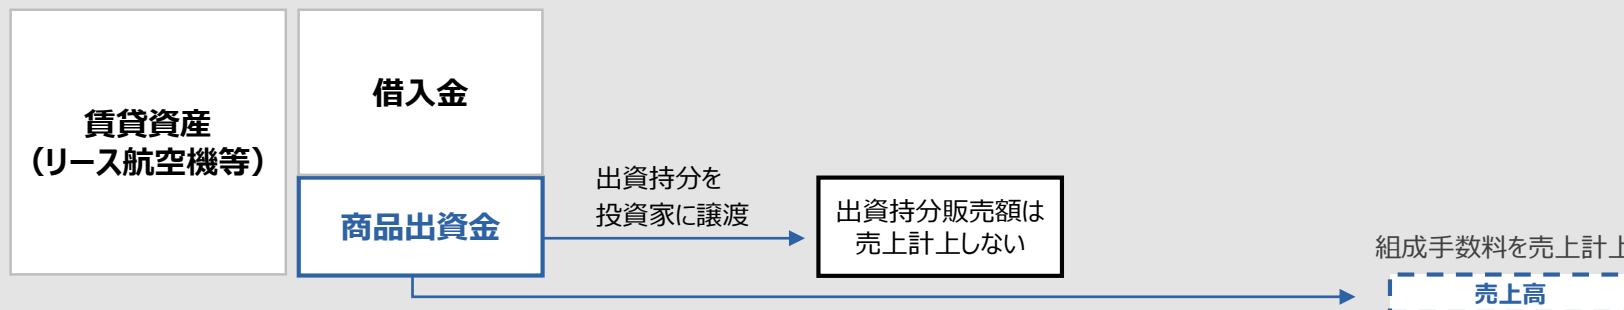 賃貸資産
（リース航空機等）
借入金
商品出資金
出資持分を
投資家に譲渡
出資持分販売額は
売上計上しない
組成手数料を売上計上
売上高